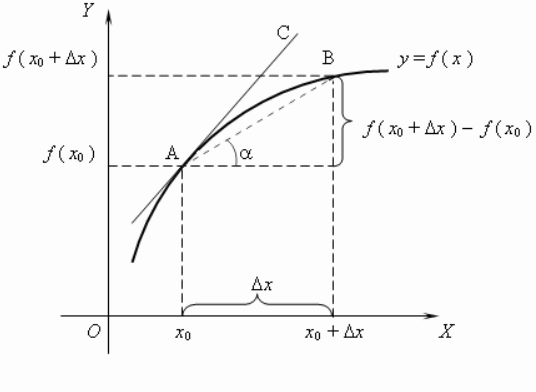 Y
C
f( x₀ + Δx )
B
y = f ( x )
f( x₀ + Δx ) − f( x₀ )
f( x₀ )
A
α
Δx
O
x₀
x₀ + Δx
X